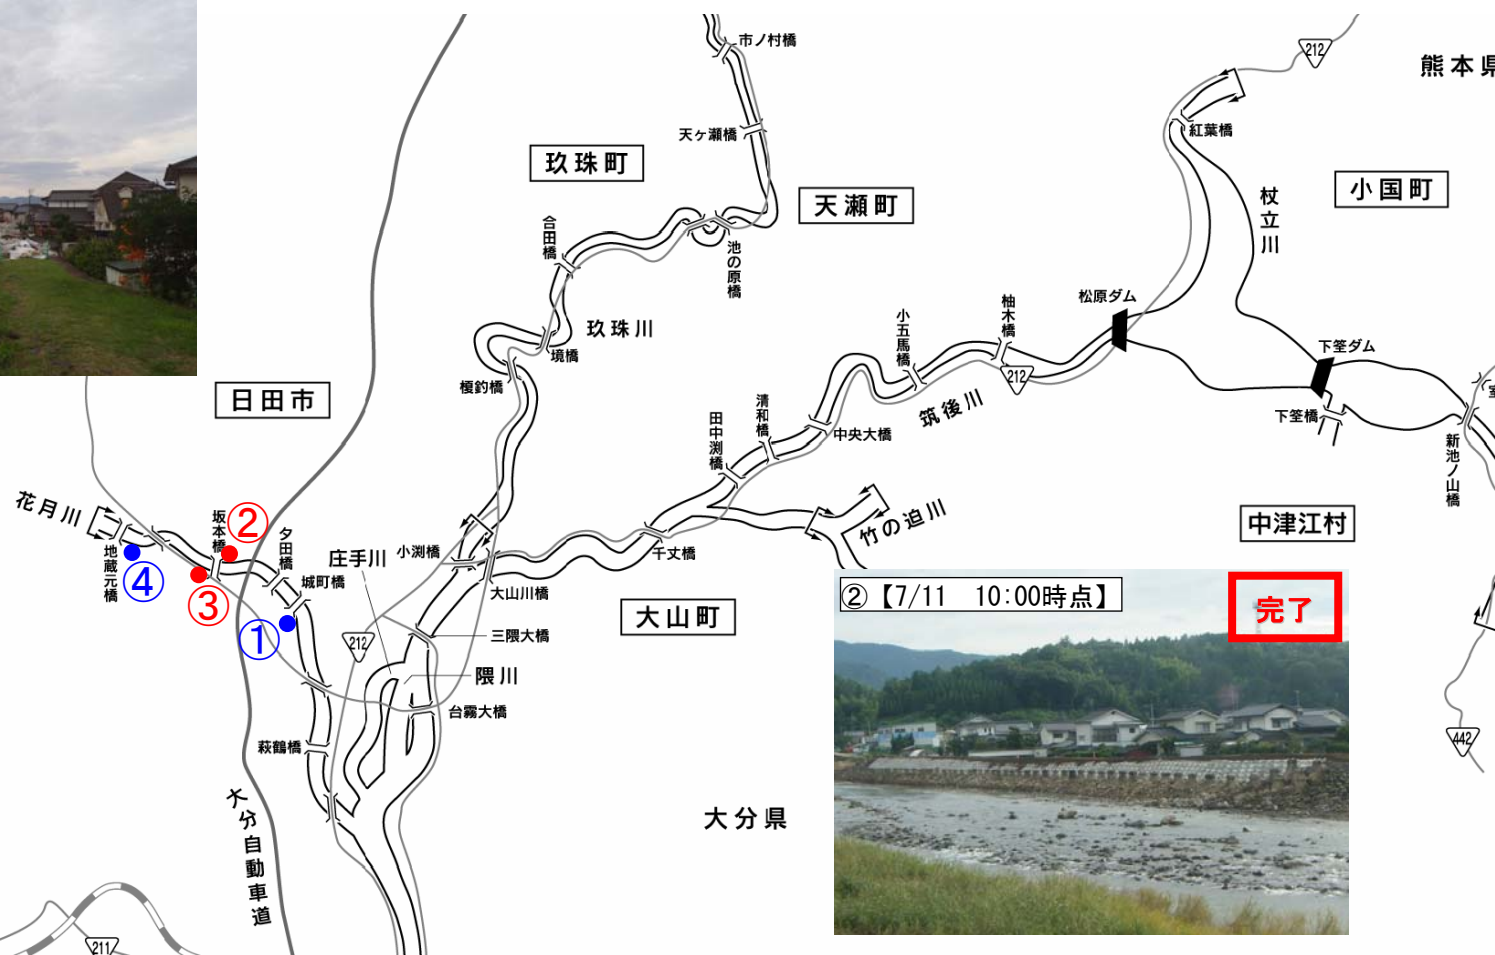 市ノ村橋
212
熊本県
天ヶ瀬橋
紅葉橋
玖珠町
天瀬町
小国町
杖立川
合田橋
池の原橋
松原ダム
柚木橋
小五馬橋
玖珠川
境橋
下筌ダム
榎釣橋
212
日田市
筑後川
下筌橋
清和橋
田中渕橋
中央大橋
新池ノ山橋
花月川
坂本橋
②
夕田橋
竹の迫川
中津江村
地蔵元橋
④
③
庄手川
小渕橋
千丈橋
城町橋
大山川橋
①
212
三隈大橋
大山町
隈川
台霧大橋
萩鶴橋
大分自動車道
大分県
②【7/11 10:00時点】
完了
442
211